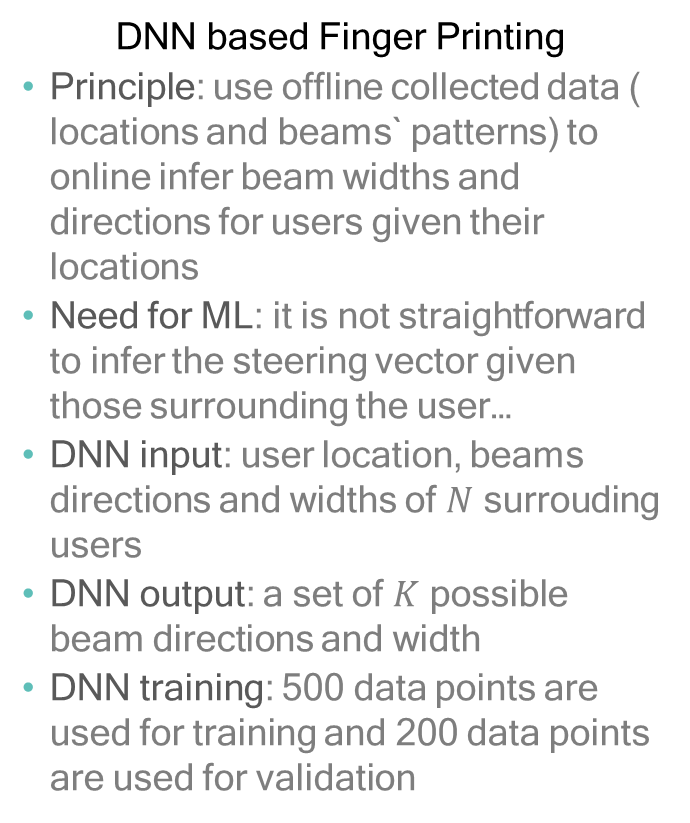 DNN based Finger Printing
• Principle: use offline collected data (
locations and beams` patterns) to
online infer beam widths and
directions for users given their
locations
• Need for ML: it is not straightforward
to infer the steering vector given
those surrounding the user...
• DNN input: user location, beams
directions and widths of N surrouding
users
• DNN output: a set of K possible
beam directions and width
• DNN training: 500 data points are
used for training and 200 data points
are used for validation